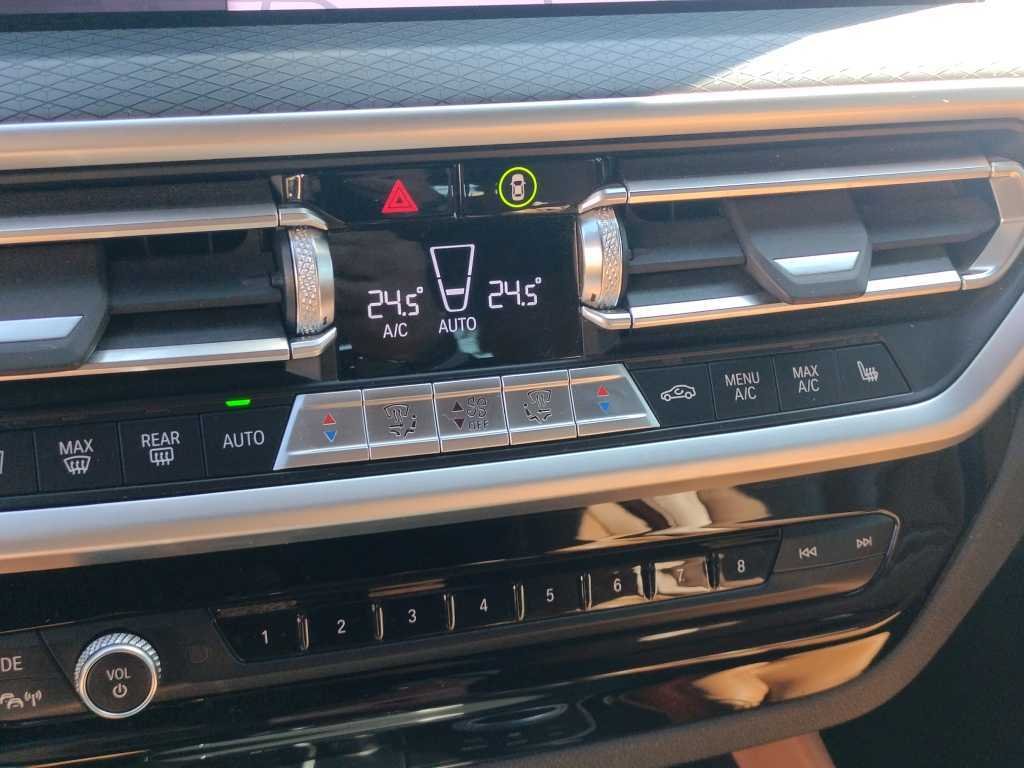 24.5°
A/C
AUTO
24.5°
MAX
REAR
AUTO
OFF
MENU
A/C
MAX
A/C
1 2 3 4 5 6 7 8
DE
VOL